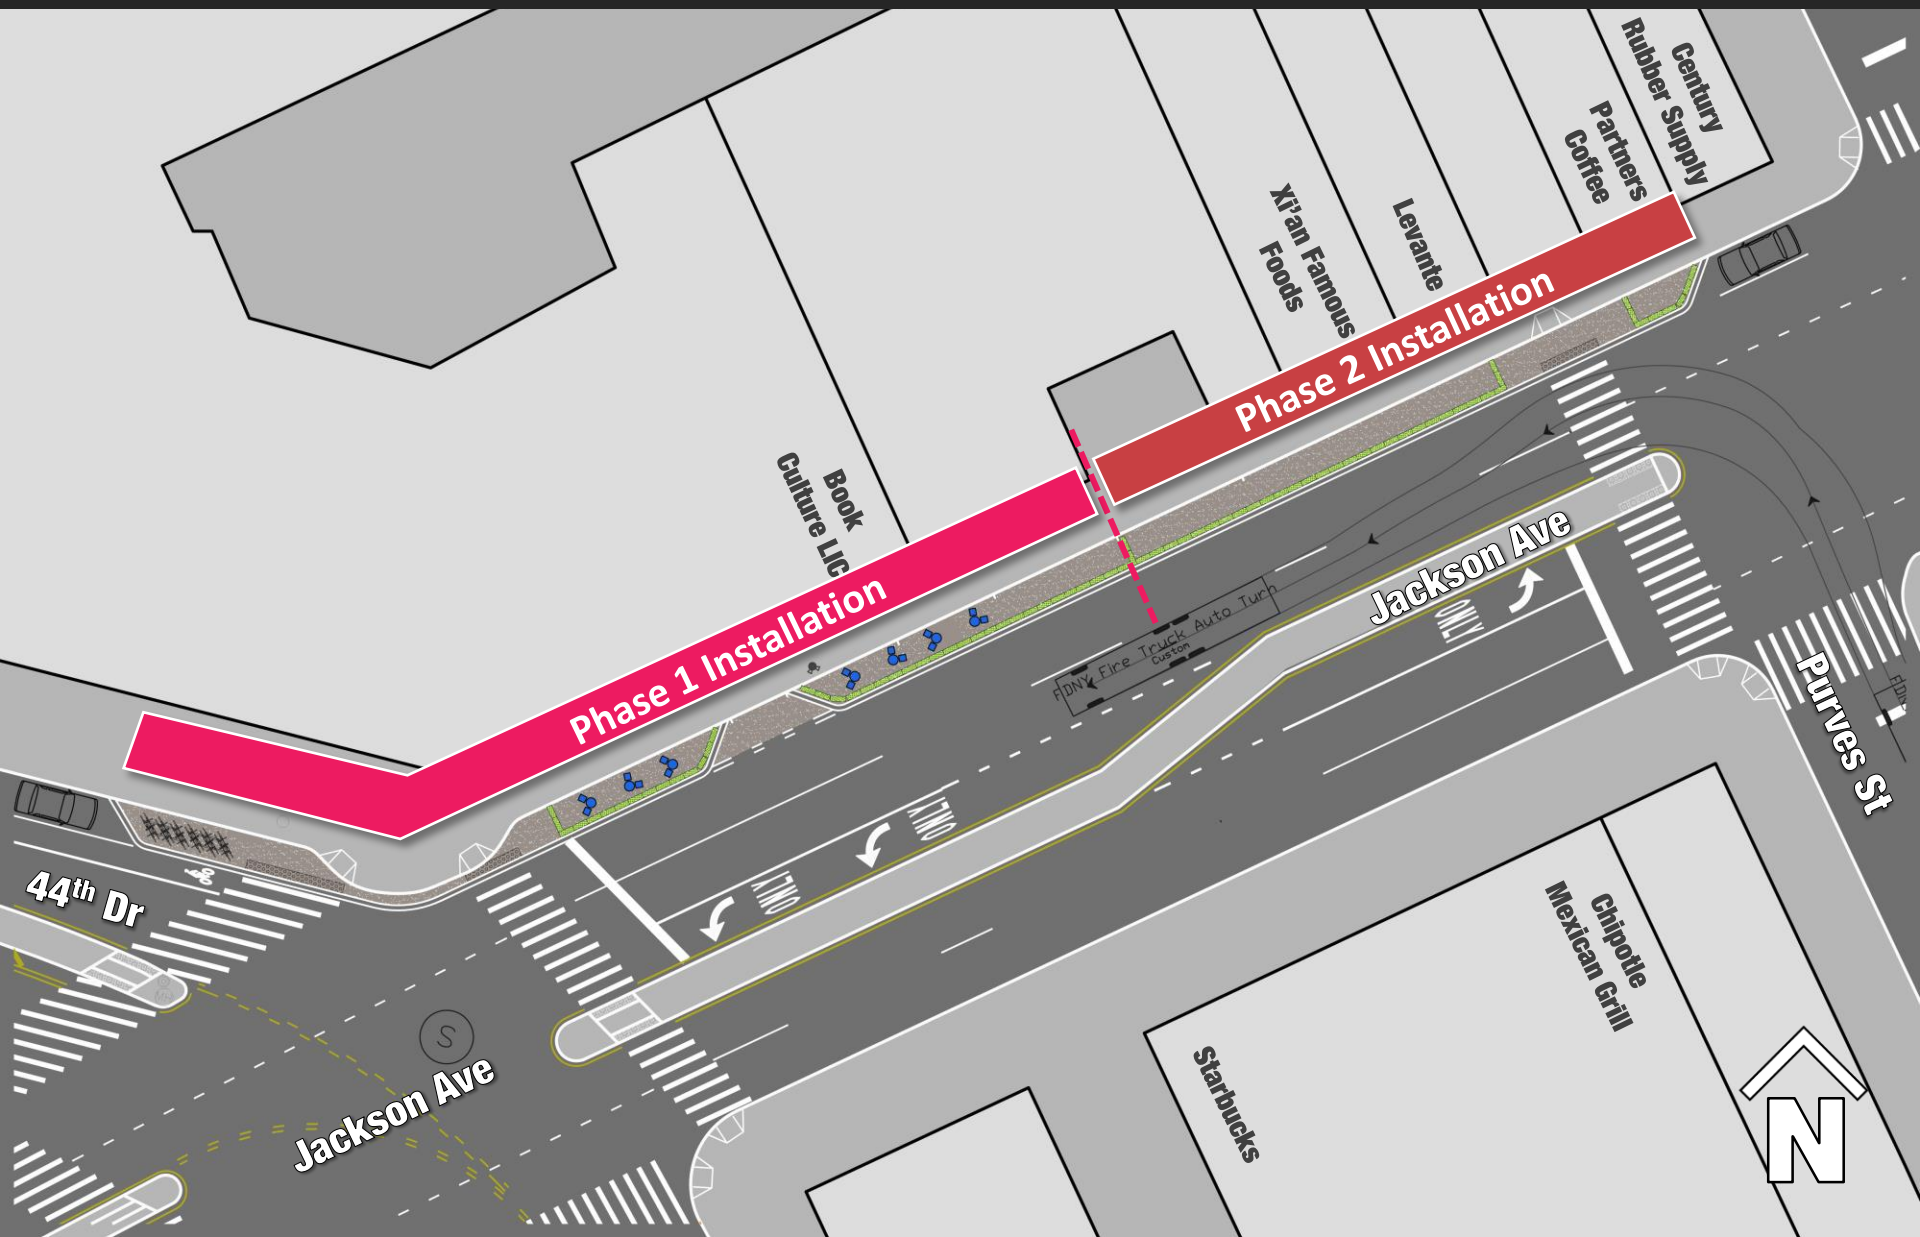 Century
Rubber Supply
Partners
Coffee
Levante
Xi'an Famous
Foods
Phase 2 Installation
Book
Culture LIC
Phase 1 Installation
Jackson Ave
ONLY
FDNY Fire Truck Auto Turn
Custom
Purves St
ONLY
ONLY
44th Dr
S
Jackson Ave
Chipotle
Mexican Grill
Starbucks
N